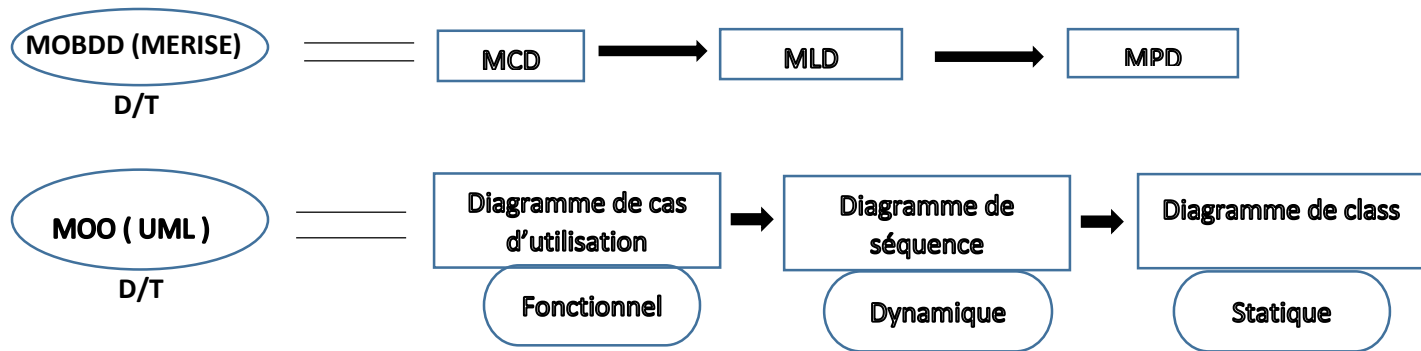 MOBDD (MERISE)
MCD
MLD
MPD
D/T
MOO ( UML )
Diagramme de cas
d’utilisation
Diagramme de
séquence
Diagramme de class
D/T
Fonctionnel
Dynamique
Statique